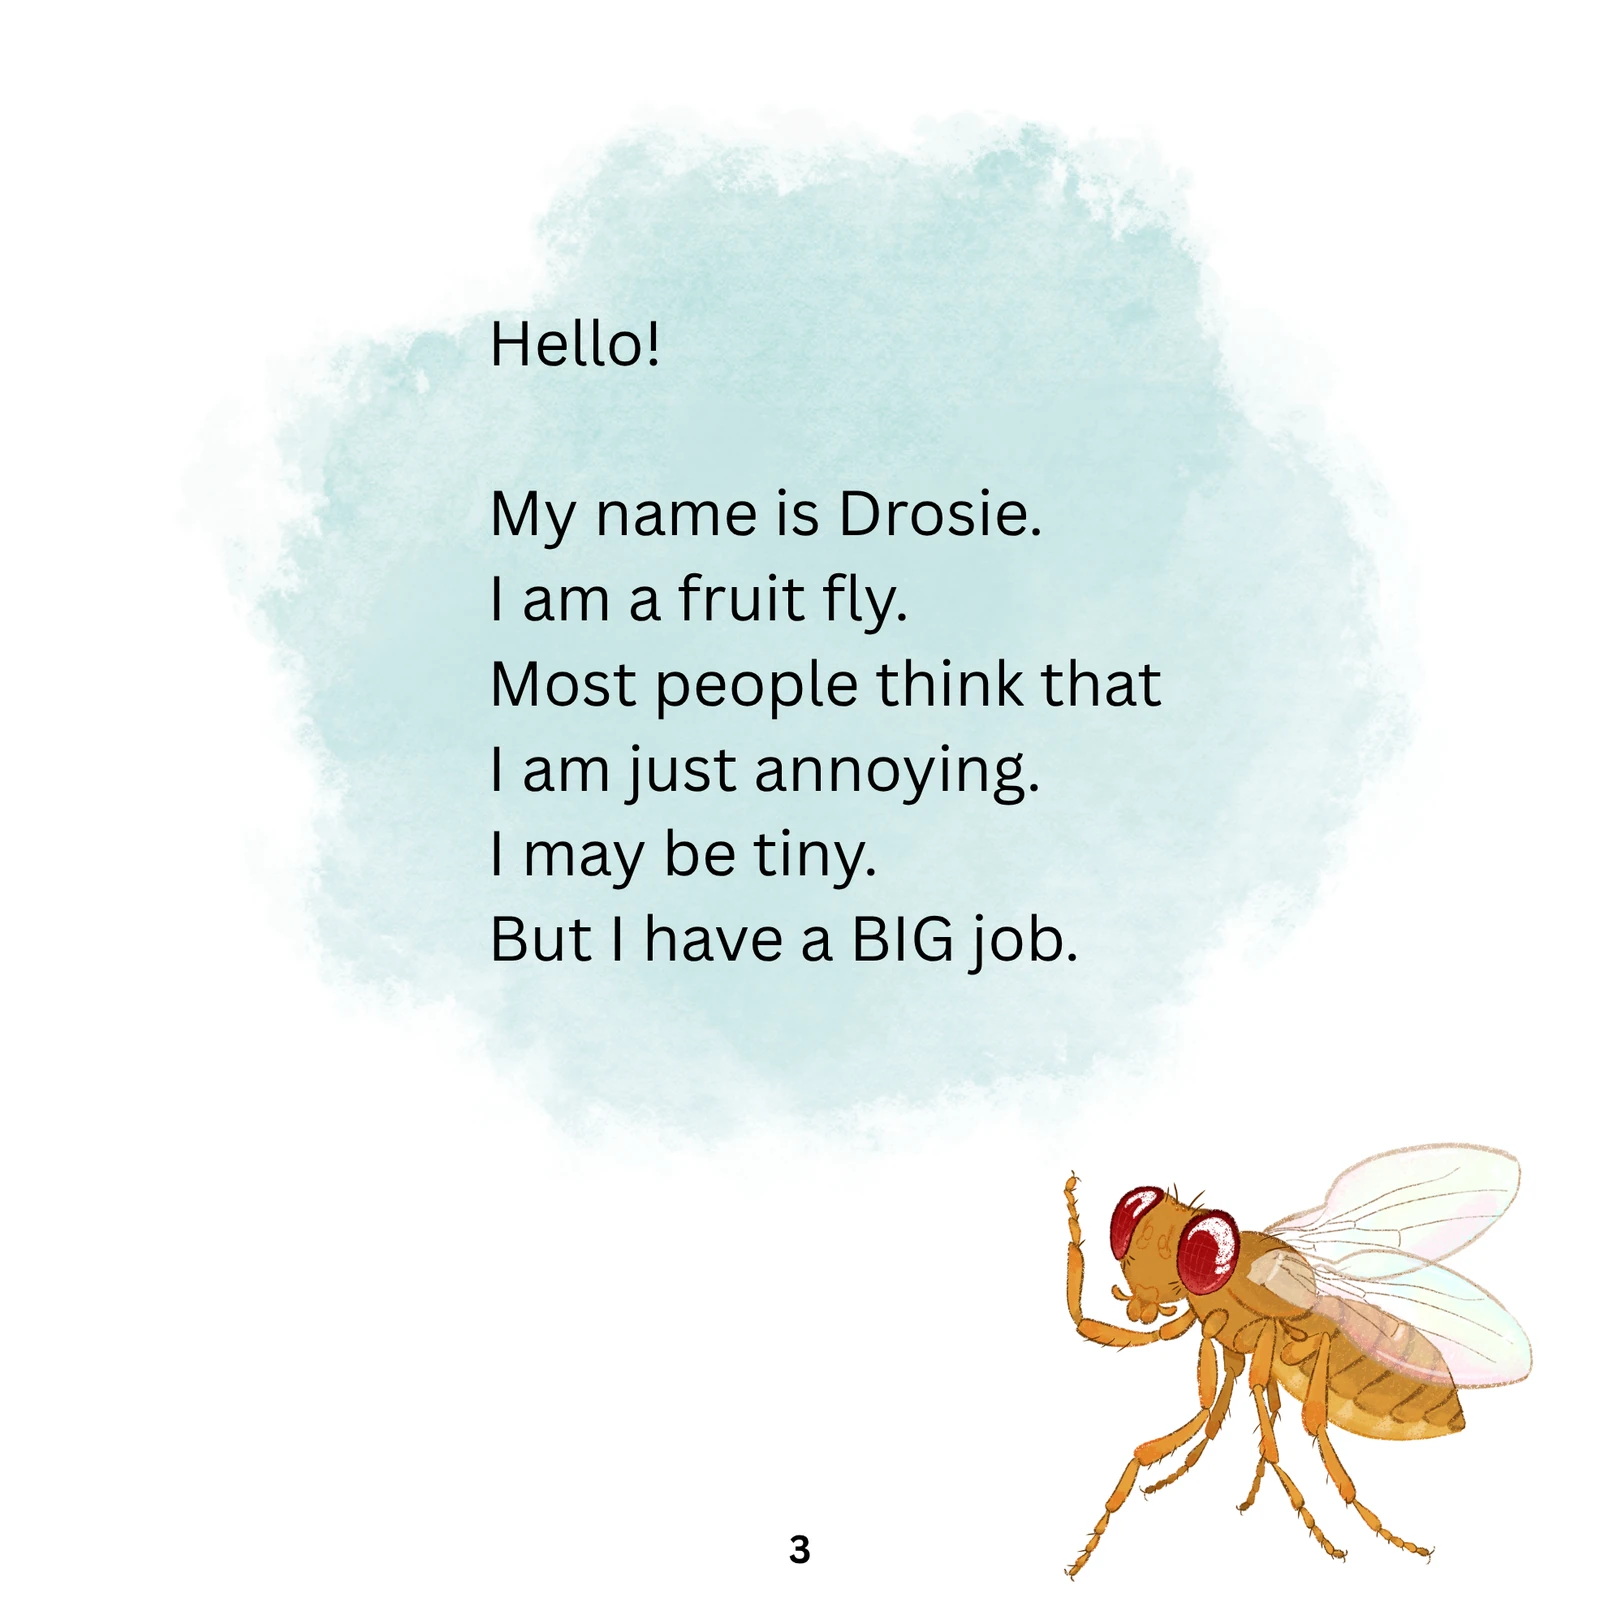 Hello!
My name is Drosie.
I am a fruit fly.
Most people think that
I am just annoying.
I may be tiny.
But I have a BIG job.
3